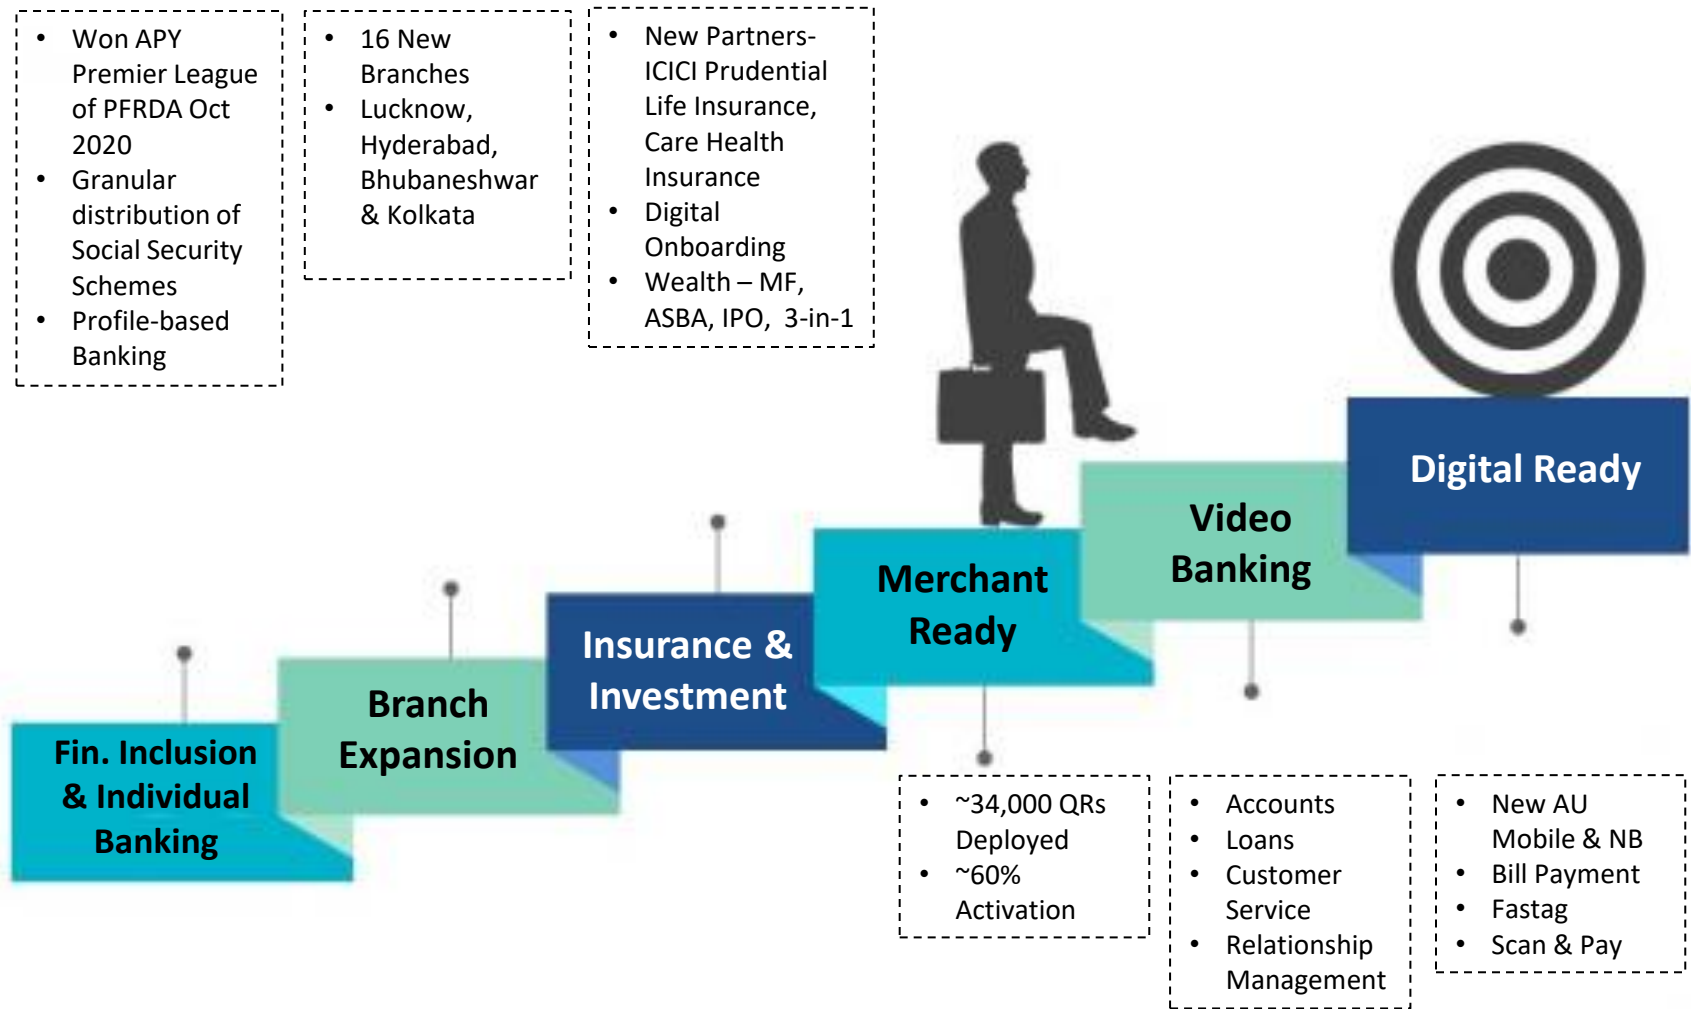 • Won APY
Premier League
of PFRDA Oct
2020
• Granular
distribution of
Social Security
Schemes
• Profile-based
Banking
• 16 New
Branches
• Lucknow,
Hyderabad,
Bhubaneshwar
& Kolkata
• New Partners-
ICICI Prudential
Life Insurance,
Care Health
Insurance
• Digital
Onboarding
• Wealth – MF,
ASBA, IPO, 3-in-1
Fin. Inclusion
& Individual
Banking
Branch
Expansion
Insurance &
Investment
Merchant
Ready
Video
Banking
Digital Ready
• ~34,000 QRs
Deployed
• ~60%
Activation
• Accounts
• Loans
• Customer
Service
• Relationship
Management
• New AU
Mobile & NB
• Bill Payment
• Fastag
• Scan & Pay